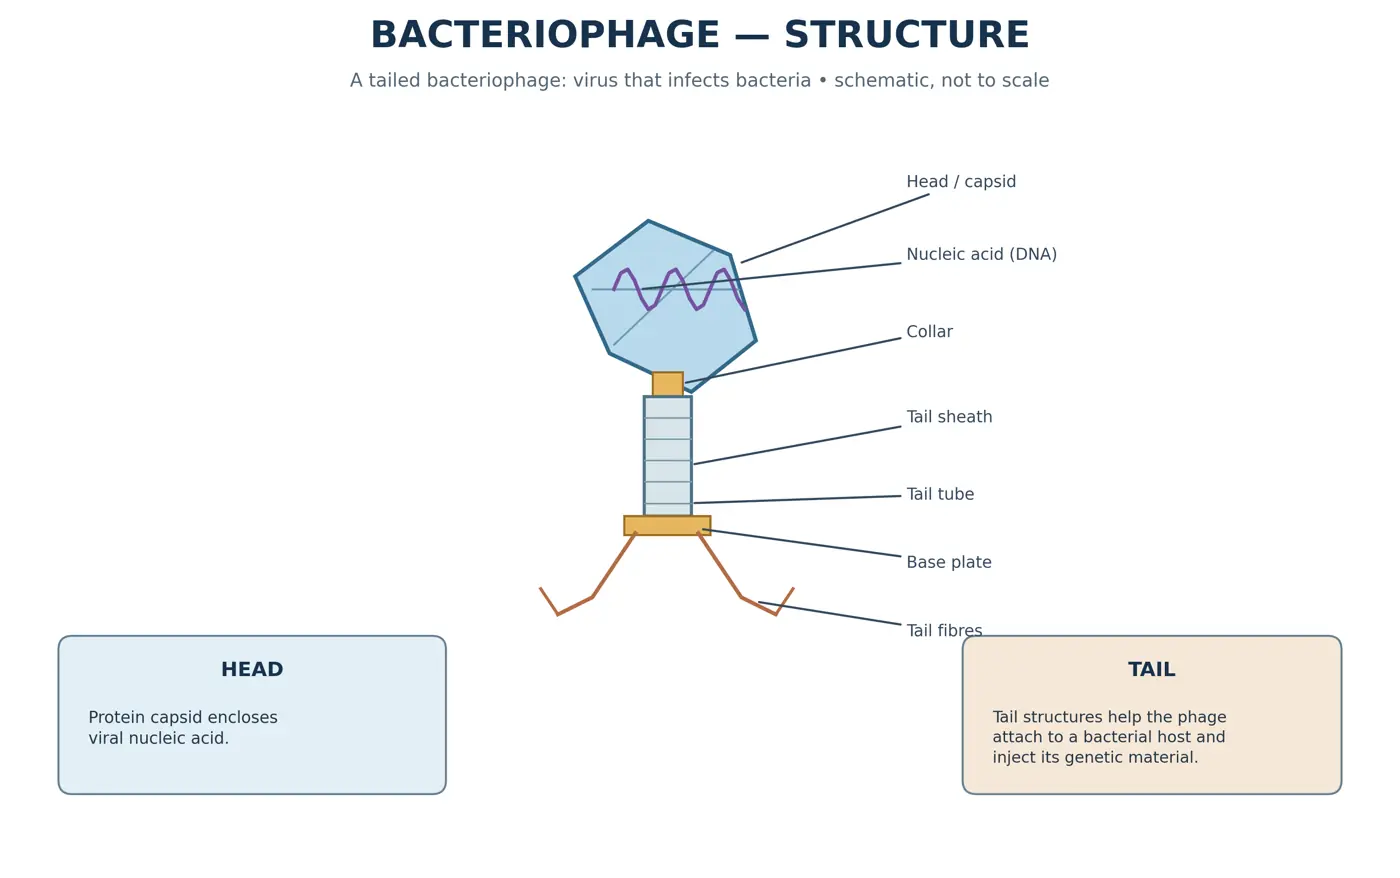 BACTERIOPHAGE — STRUCTURE
A tailed bacteriophage: virus that infects bacteria • schematic, not to scale
Head / capsid
Nucleic acid (DNA)
Collar
Tail sheath
Tail tube
Base plate
Tail fibres
HEAD
Protein capsid encloses
viral nucleic acid.
TAIL
Tail structures help the phage
attach to a bacterial host and
inject its genetic material.